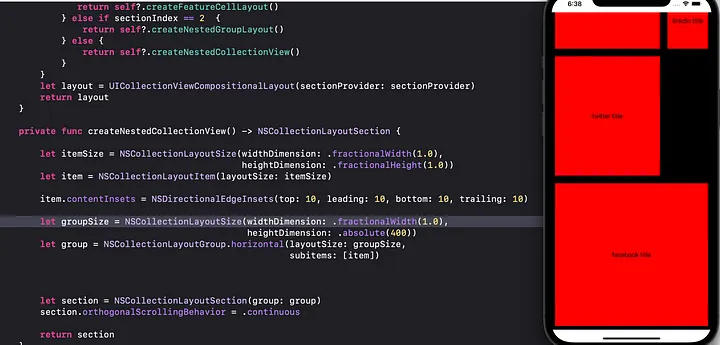 return self?.createFeatureCellLayout()
} else if sectionIndex == 2  {
return self?.createNestedGroupLayout()
} else {
return self?.createNestedCollectionView()
}
}
let layout = UICollectionViewCompositionalLayout(sectionProvider: sectionProvider)
return layout
}
private func createNestedCollectionView() -> NSCollectionLayoutSection {
let itemSize = NSCollectionLayoutSize(widthDimension: .fractionalWidth(1.0),
heightDimension: .fractionalHeight(1.0))
let item = NSCollectionLayoutItem(layoutSize: itemSize)
item.contentInsets = NSDirectionalEdgeInsets(top: 10, leading: 10, bottom: 10, trailing: 10)
let groupSize = NSCollectionLayoutSize(widthDimension: .fractionalWidth(1.0),
heightDimension: .absolute(400))
let group = NSCollectionLayoutGroup.horizontal(layoutSize: groupSize,
subitems: [item])
let section = NSCollectionLayoutSection(group: group)
section.orthogonalScrollingBehavior = .continuous
return section
}
6:38
linkdin title
twitter title
facebook title